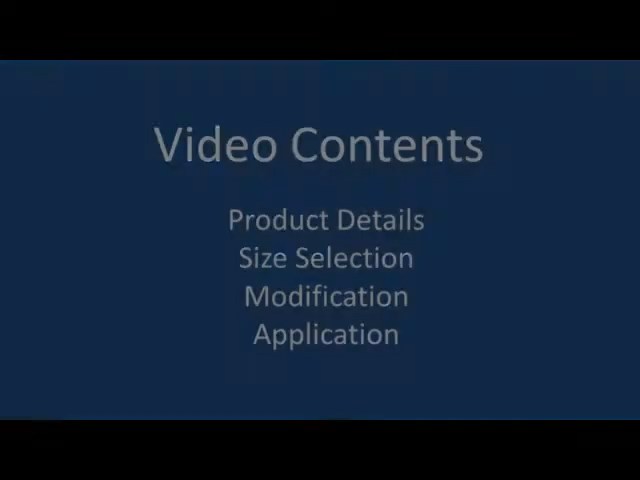 Video Contents
Product Details
Size Selection
Modification
Application